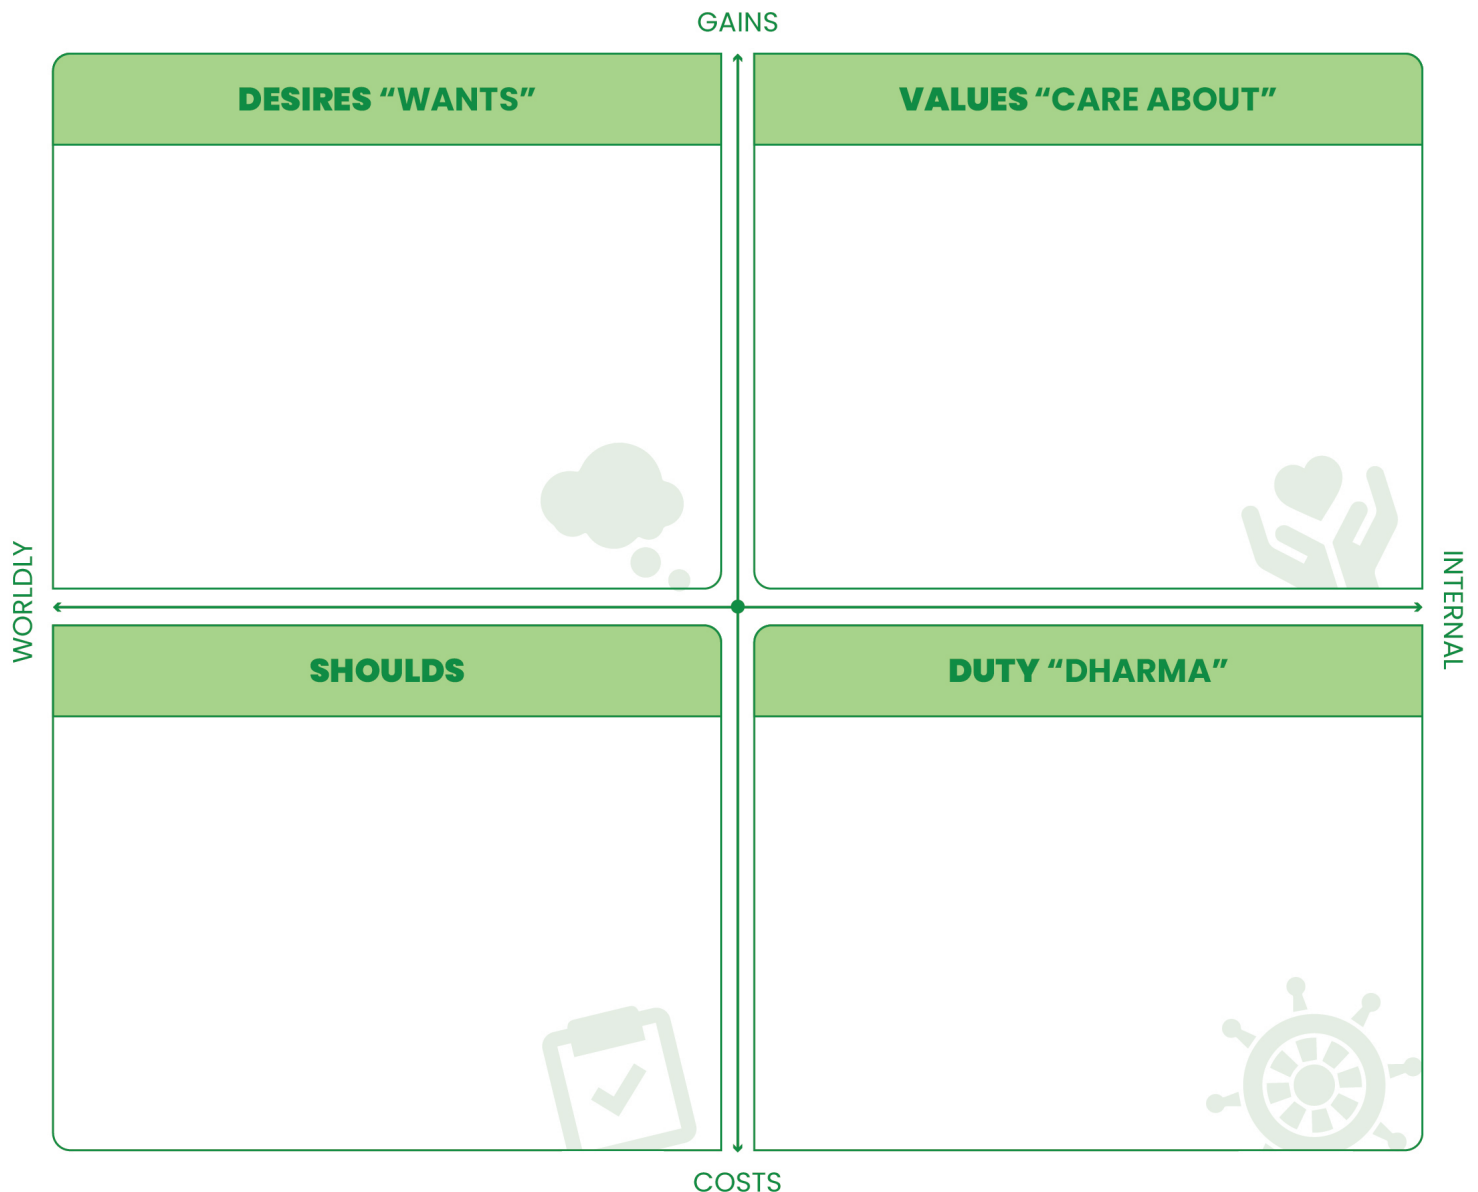 GAINS
DESIRES “WANTS”
VALUES “CARE ABOUT”
WORLDLY
INTERNAL
SHOULDS
DUTY “DHARMA”
COSTS